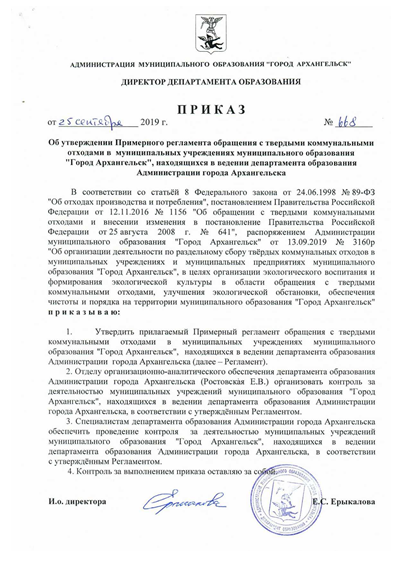 АДМИНИСТРАЦИЯ МУНИЦИПАЛЬНОГО ОБРАЗОВАНИЯ "ГОРОД АРХАНГЕЛЬСК"
ДИРЕКТОР ДЕПАРТАМЕНТА ОБРАЗОВАНИЯ
П Р И К А З
от 25 сентября 2019 г. № 668
Об утверждении Примерного регламента обращения с твердыми коммунальными
отходами в муниципальных учреждениях муниципального образования
"Город Архангельск", находящихся в ведении департамента образования
Администрации города Архангельска
В соответствии со статьёй 8 Федерального закона от 24.06.1998 № 89-ФЗ
"Об отходах производства и потребления", постановлением Правительства Российской
Федерации от 12.11.2016 № 1156 "Об обращении с твердыми коммунальными
отходами и внесении изменения в постановление Правительства Российской
Федерации от 25 августа 2008 г. № 641", распоряжением Администрации
муниципального образования "Город Архангельск" от 13.09.2019 № 3160р
"Об организации деятельности по раздельному сбору твёрдых коммунальных отходов в
муниципальных учреждениях и муниципальных предприятиях муниципального
образования "Город Архангельск", в целях организации экологического воспитания и
формирования экологической культуры в области обращения с твердыми
коммунальными отходами, улучшения экологической обстановки, обеспечения
чистоты и порядка на территории муниципального образования "Город Архангельск"
п р и к а з ы в а ю:
1. Утвердить прилагаемый Примерный регламент обращения с твердыми
коммунальными отходами в муниципальных учреждениях муниципального
образования "Город Архангельск", находящихся в ведении департамента образования
Администрации города Архангельска (далее – Регламент).
2. Отделу организационно-аналитического обеспечения департамента образования
Администрации города Архангельска (Ростовская Е.В.) организовать контроль за
деятельностью муниципальных учреждений муниципального образования "Город
Архангельск", находящихся в ведении департамента образования Администрации
города Архангельска, в соответствии с утверждённым Регламентом.
3. Специалистам департамента образования Администрации города Архангельска
обеспечить проведение контроля за деятельностью муниципальных учреждений
муниципального образования "Город Архангельск", находящихся в ведении
департамента образования Администрации города Архангельска, в соответствии
с утверждённым Регламентом.
4. Контроль за выполнением приказа оставляю за собой.
И.о. директора Е.С. Ерыкалова